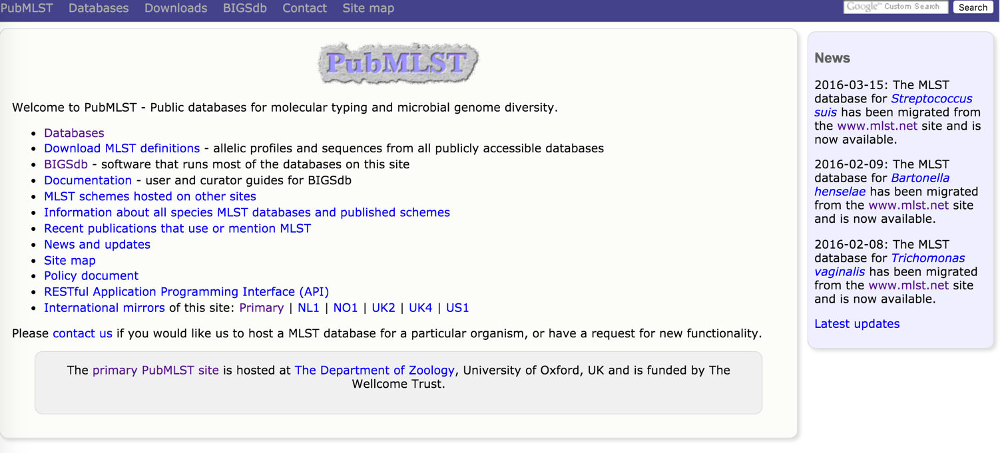 PubMLST Databases Downloads BIGSdb Contact Site map
Google™ Custom Search Search
PubMLST
Welcome to PubMLST - Public databases for molecular typing and microbial genome diversity.
• Databases
• Download MLST definitions - allelic profiles and sequences from all publicly accessible databases
• BIGSdb - software that runs most of the databases on this site
• Documentation - user and curator guides for BIGSdb
• MLST schemes hosted on other sites
• Information about all species MLST databases and published schemes
• Recent publications that use or mention MLST
• News and updates
• Site map
• Policy document
• RESTful Application Programming Interface (API)
• International mirrors of this site: Primary | NL1 | NO1 | UK2 | UK4 | US1
Please contact us if you would like us to host a MLST database for a particular organism, or have a request for new functionality.
The primary PubMLST site is hosted at The Department of Zoology, University of Oxford, UK and is funded by The
Wellcome Trust.
News
2016-03-15: The MLST
database for Streptococcus
suis has been migrated from
the www.mlst.net site and is
now available.
2016-02-09: The MLST
database for Bartonella
henselae has been migrated
from the www.mlst.net site
and is now available.
2016-02-08: The MLST
database for Trichomonas
vaginalis has been migrated
from the www.mlst.net site
and is now available.
Latest updates